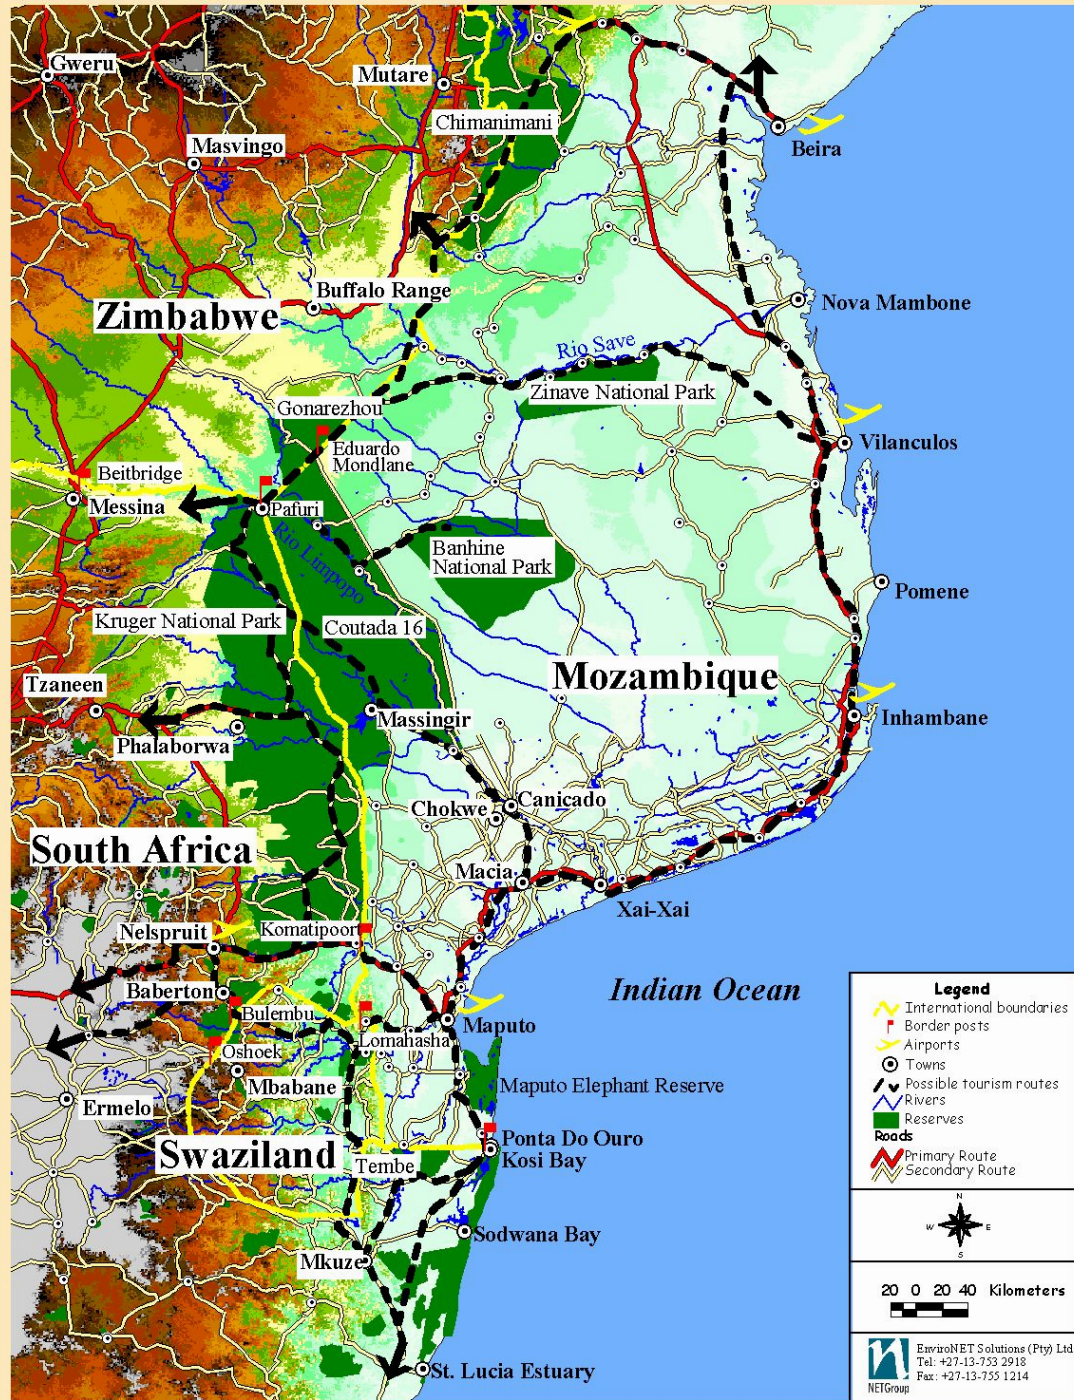 Gweru
Mutare
Chimanimani
Masvingo
Beira
Buffalo Range
Zimbabwe
Nova Mambone
Rio Save
Zinave National Park
Gonarezhou
Vilanculos
Eduardo
Mondlane
Beitbridge
Messina
Pafuri
Rio Limpopo
Banhine
National Park
Pomene
Kruger National Park
Coutada 16
Mozambique
Tzaneen
Massingir
Inhambane
Phalaborwa
Canicado
Chokwe
South Africa
Macia
Xai-Xai
Komatipoort
Nelspruit
Indian Ocean
Baberton
Bulembu
Maputo
Lomahasha
Oshoek
Mbabane
Maputo Elephant Reserve
Ermelo
Ponta Do Ouro
Swaziland
Kosi Bay
Tembe
Sodwana Bay
Mkuze
St. Lucia Estuary
Legend
International boundaries
Border posts
Airports
Towns
Possible tourism routes
Rivers
Reserves
Roads
Primary Route
Secondary Route
N
W E
S
20 0 20 40 Kilometers
EnviroNET Solutions (Pty) Ltd
Tel: +27-13-753 2918
Fax: +27-13-755 1214
NETGroup